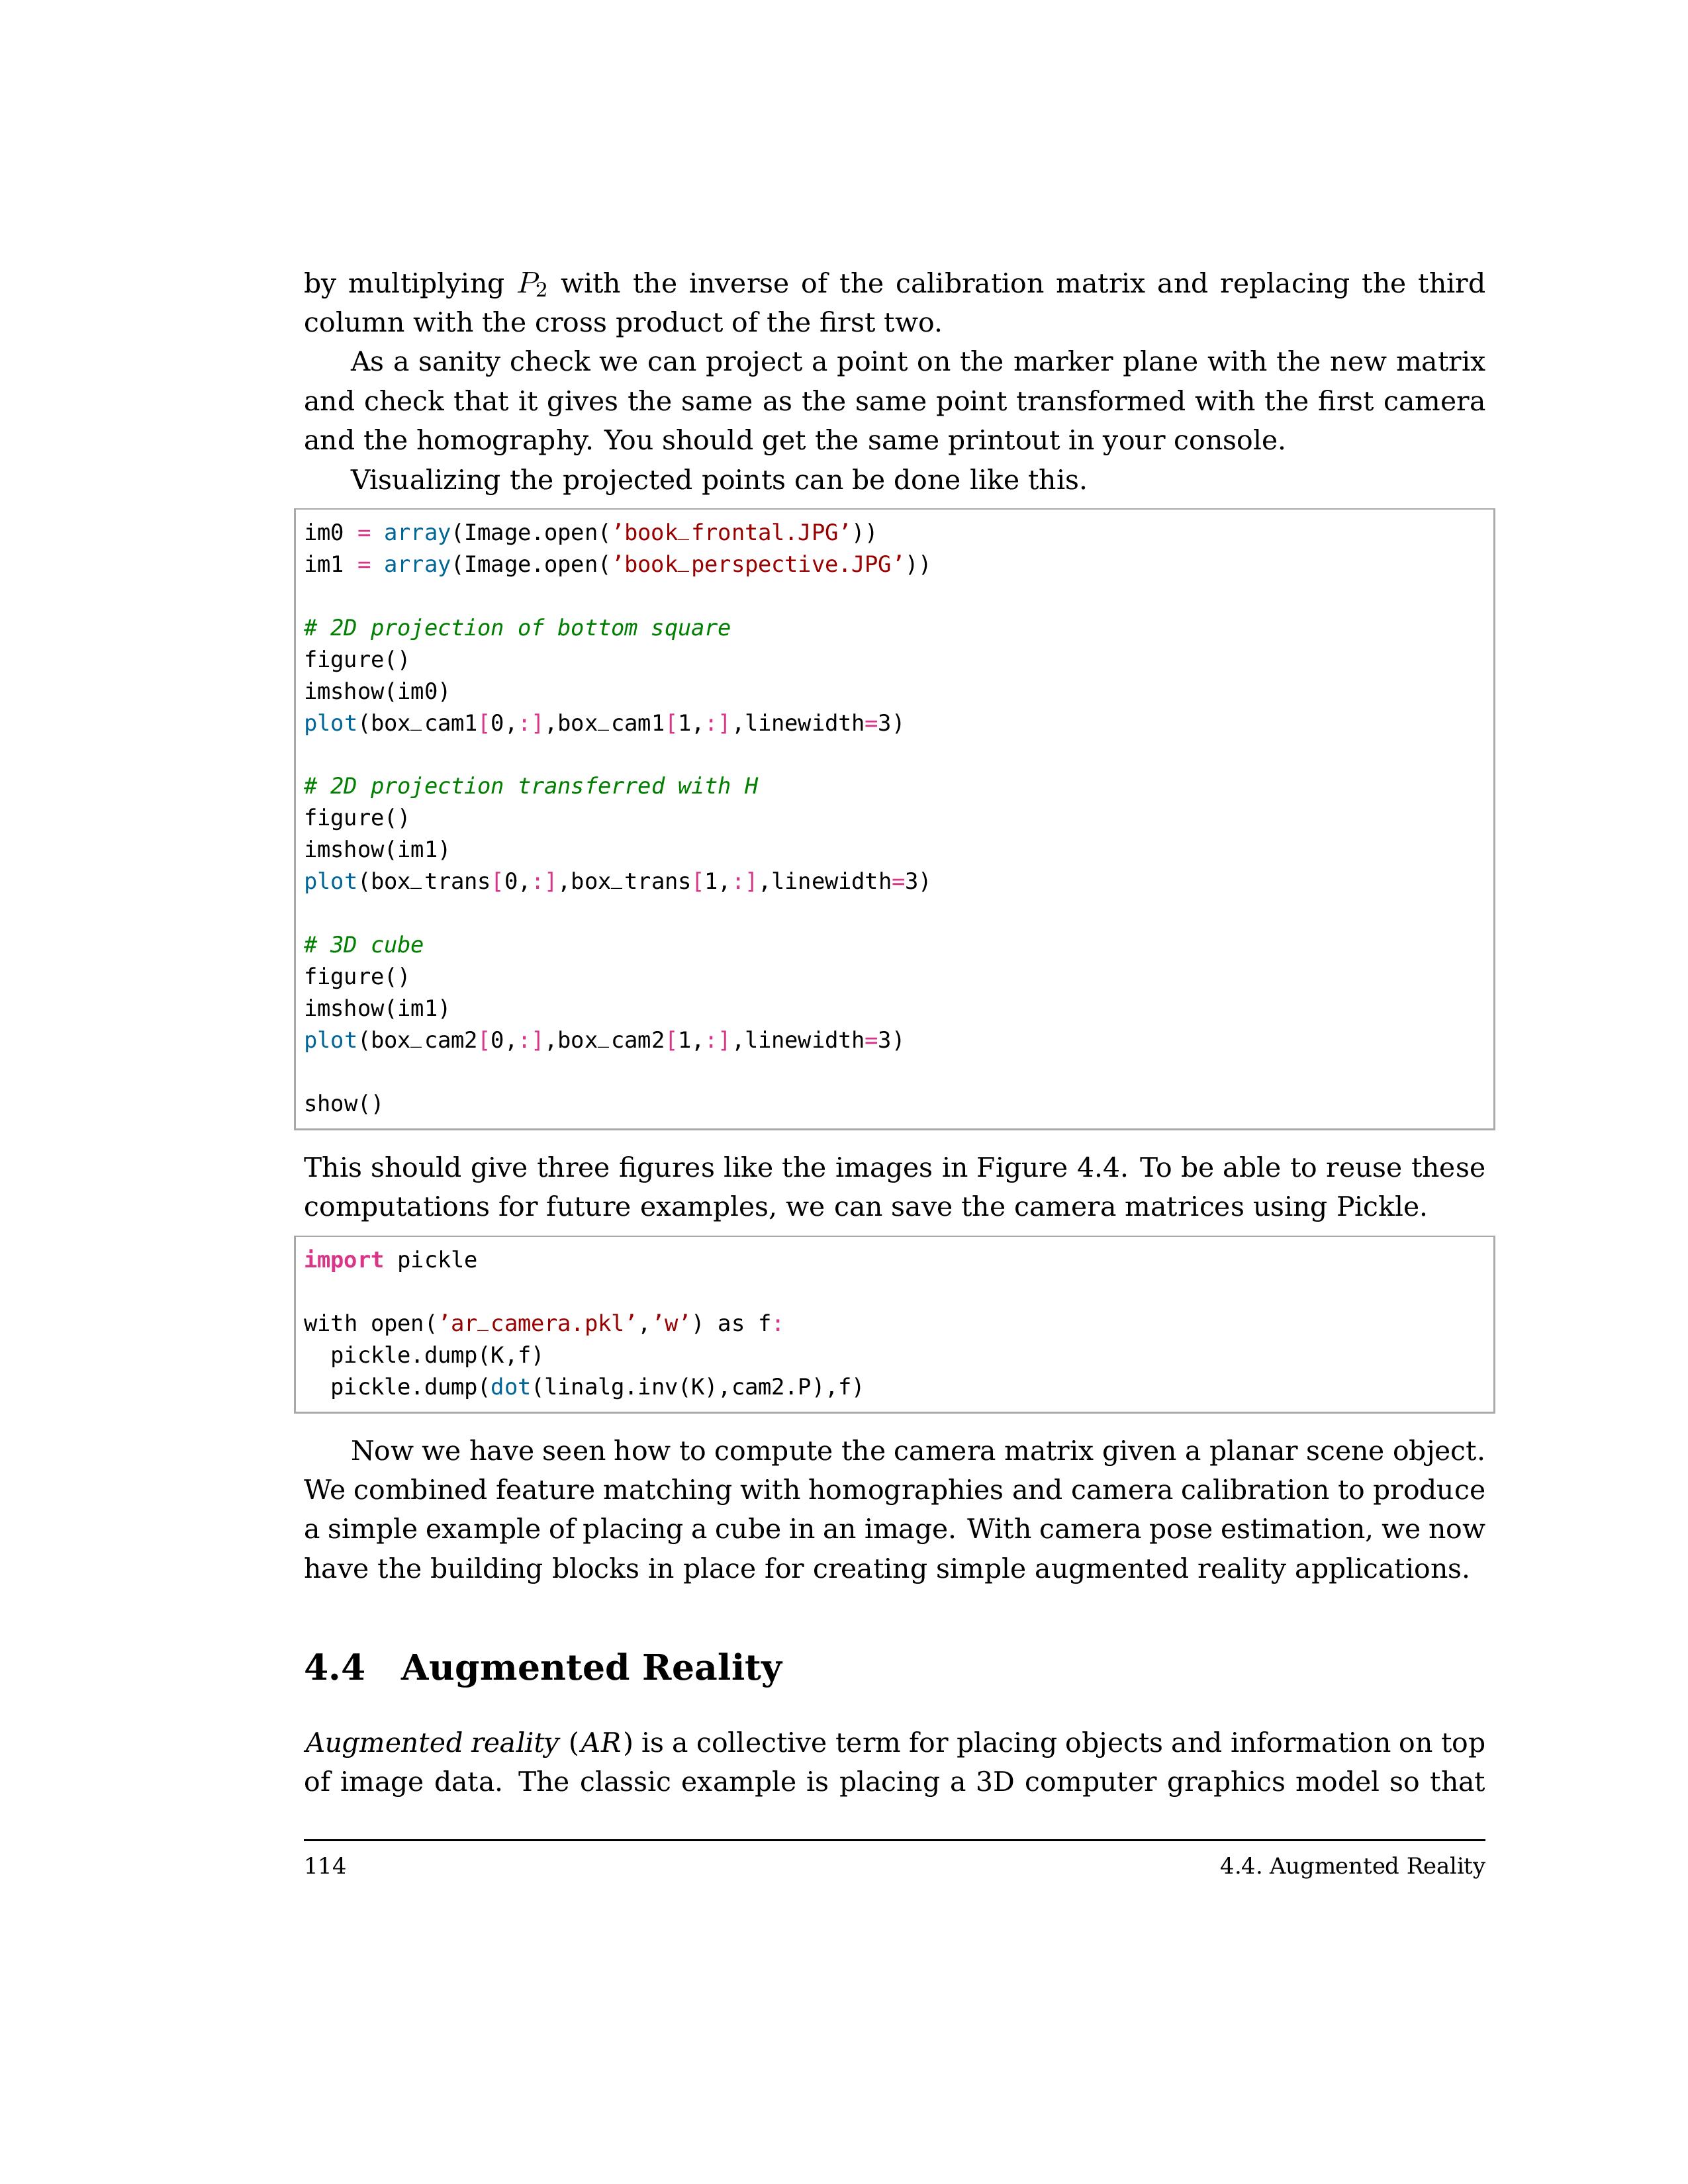 by multiplying P2 with the inverse of the calibration matrix and replacing the third
column with the cross product of the first two.
As a sanity check we can project a point on the marker plane with the new matrix
and check that it gives the same as the same point transformed with the first camera
and the homography. You should get the same printout in your console.
Visualizing the projected points can be done like this.
im0 = array(Image.open(’book_frontal.JPG’))
im1 = array(Image.open(’book_perspective.JPG’))
# 2D projection of bottom square
figure()
imshow(im0)
plot(box_cam1[0,:],box_cam1[1,:],linewidth=3)
# 2D projection transferred with H
figure()
imshow(im1)
plot(box_trans[0,:],box_trans[1,:],linewidth=3)
# 3D cube
figure()
imshow(im1)
plot(box_cam2[0,:],box_cam2[1,:],linewidth=3)
show()
This should give three figures like the images in Figure 4.4. To be able to reuse these
computations for future examples, we can save the camera matrices using Pickle.
import pickle
with open(’ar_camera.pkl’,’w’) as f:
  pickle.dump(K,f)
  pickle.dump(dot(linalg.inv(K),cam2.P),f)
Now we have seen how to compute the camera matrix given a planar scene object.
We combined feature matching with homographies and camera calibration to produce
a simple example of placing a cube in an image. With camera pose estimation, we now
have the building blocks in place for creating simple augmented reality applications.
4.4 Augmented Reality
Augmented reality (AR) is a collective term for placing objects and information on top
of image data. The classic example is placing a 3D computer graphics model so that
114 4.4. Augmented Reality